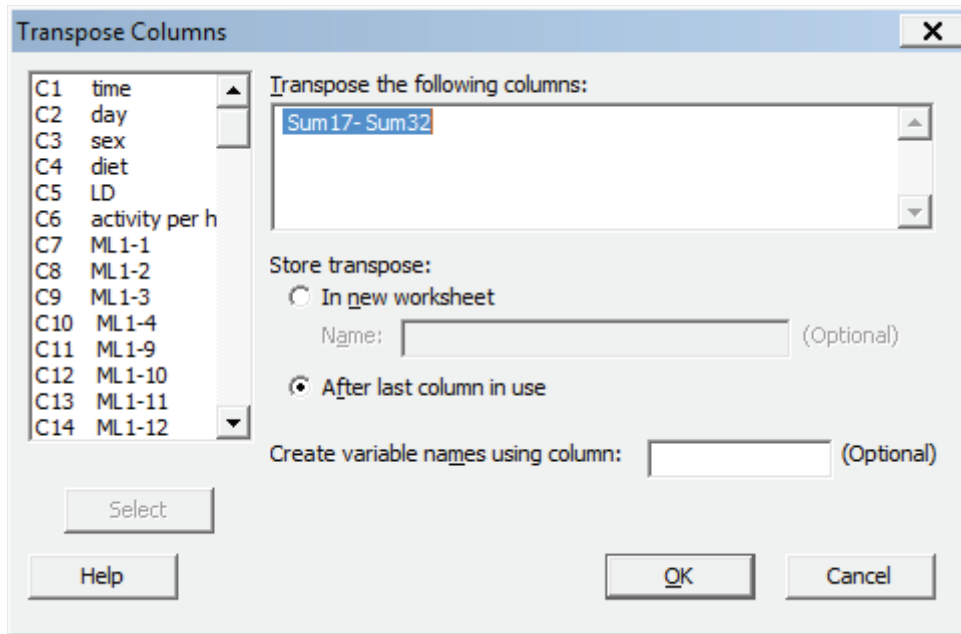 Transpose Columns
C1 time
C2 day
C3 sex
C4 diet
C5 LD
C6 activity per h
C7 ML1-1
C8 ML1-2
C9 ML1-3
C10 ML1-4
C11 ML1-9
C12 ML1-10
C13 ML1-11
C14 ML1-12
Select
Help
Transpose the following columns:
Sum17- Sum32
Store transpose:
In new worksheet
Name: (Optional)
After last column in use
Create variable names using column: (Optional)
OK Cancel